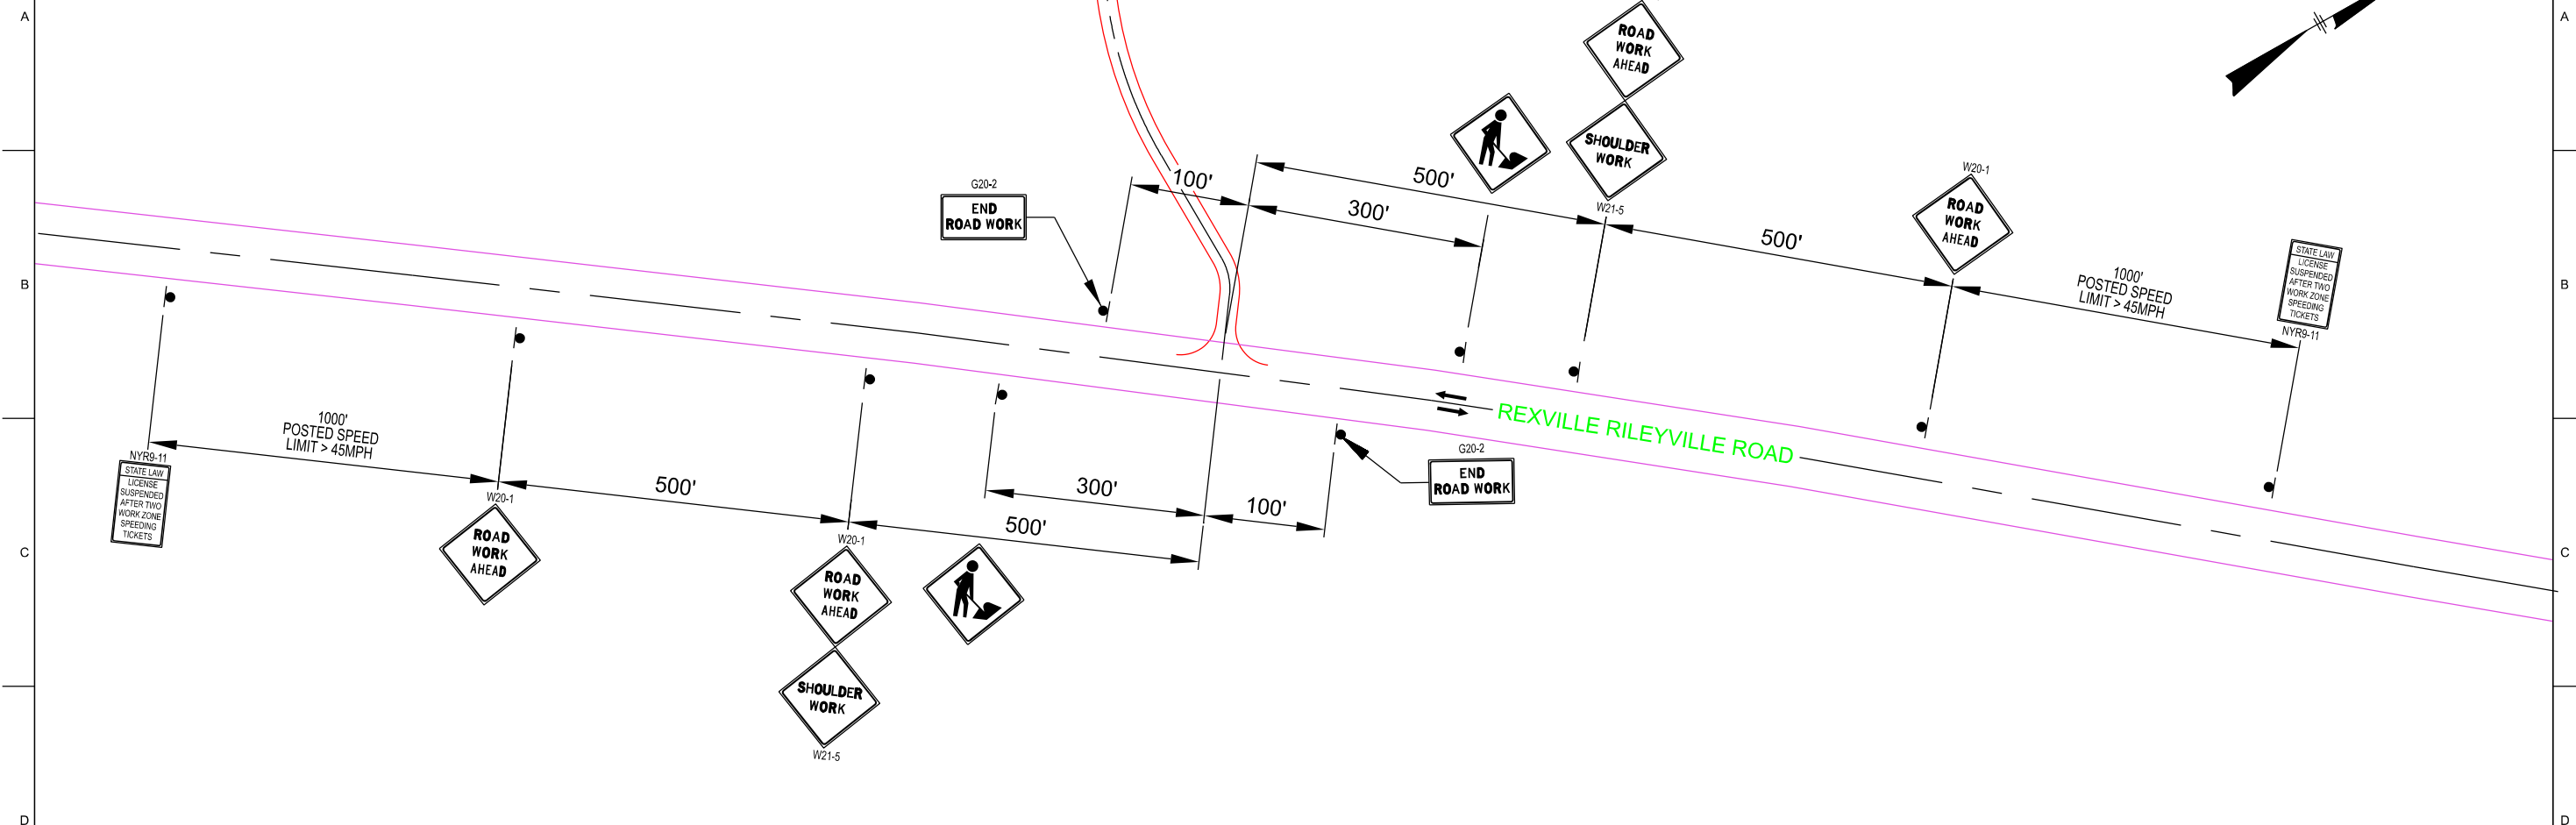 A
A
ROAD
WORK
AHEAD
SHOULDER
WORK
W21-5
100'
500'
300'
500'
W20-1
ROAD
WORK
AHEAD
G20-2
END
ROAD WORK
1000'
POSTED SPEED
LIMIT > 45MPH
STATE LAW
LICENSE
SUSPENDED
AFTER TWO
WORK ZONE
SPEEDING
TICKETS
NYR9-11
B
B
REXVILLE RILEYVILLE ROAD
1000'
POSTED SPEED
LIMIT > 45MPH
NYR9-11
STATE LAW
LICENSE
SUSPENDED
AFTER TWO
WORK ZONE
SPEEDING
TICKETS
W20-1
ROAD
WORK
AHEAD
500'
300'
500'
100'
G20-2
END
ROAD WORK
W20-1
ROAD
WORK
AHEAD
SHOULDER
WORK
W21-5
C
C
D
D